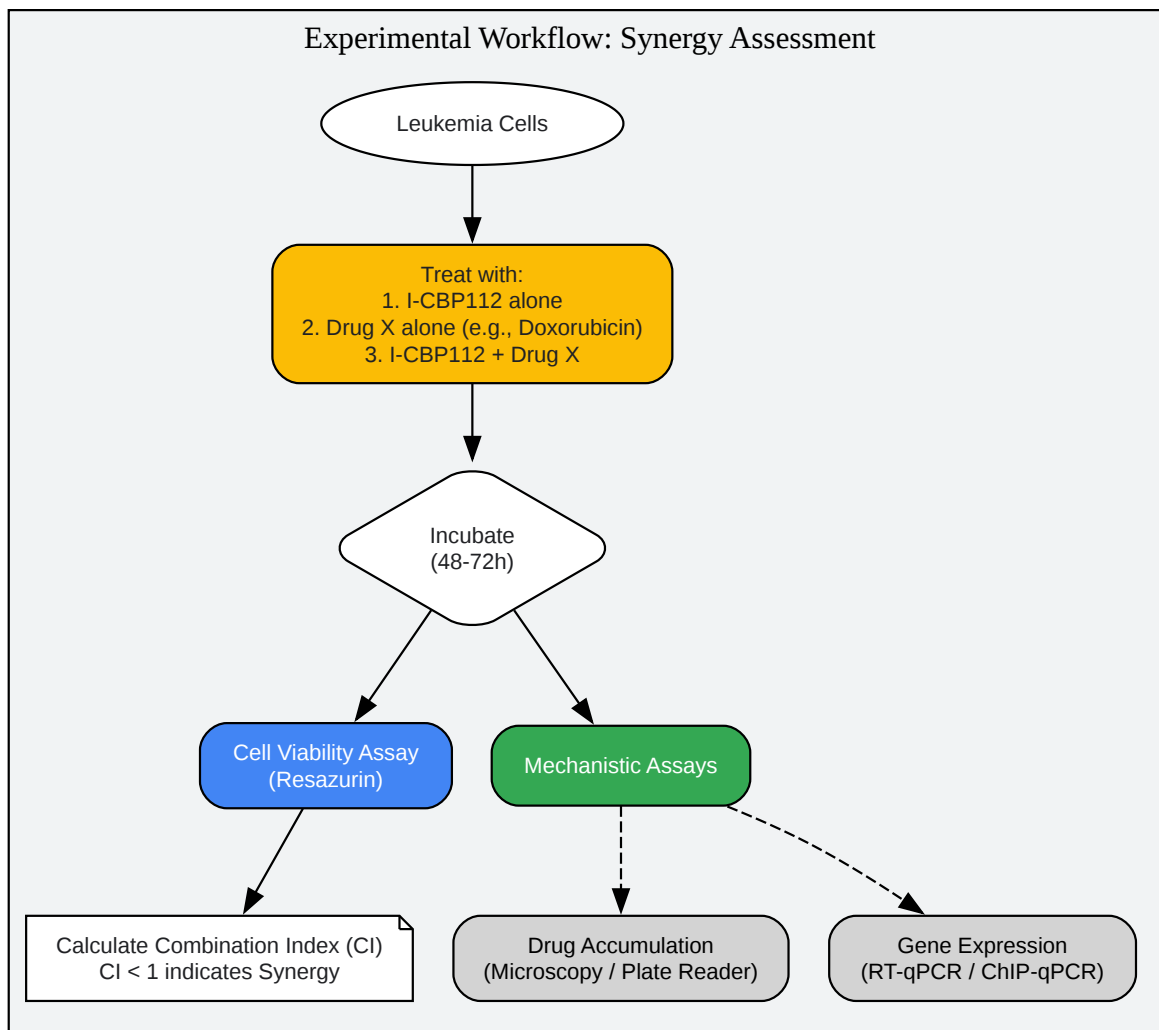 Experimental Workflow: Synergy Assessment
Leukemia Cells
Treat with:
1. I-CBP112 alone
2. Drug X alone (e.g., Doxorubicin)
3. I-CBP112 + Drug X
Incubate
(48-72h)
Cell Viability Assay
(Resazurin)
Mechanistic Assays
Calculate Combination Index (CI)
CI < 1 indicates Synergy
Drug Accumulation
(Microscopy / Plate Reader)
Gene Expression
(RT-qPCR / ChIP-qPCR)